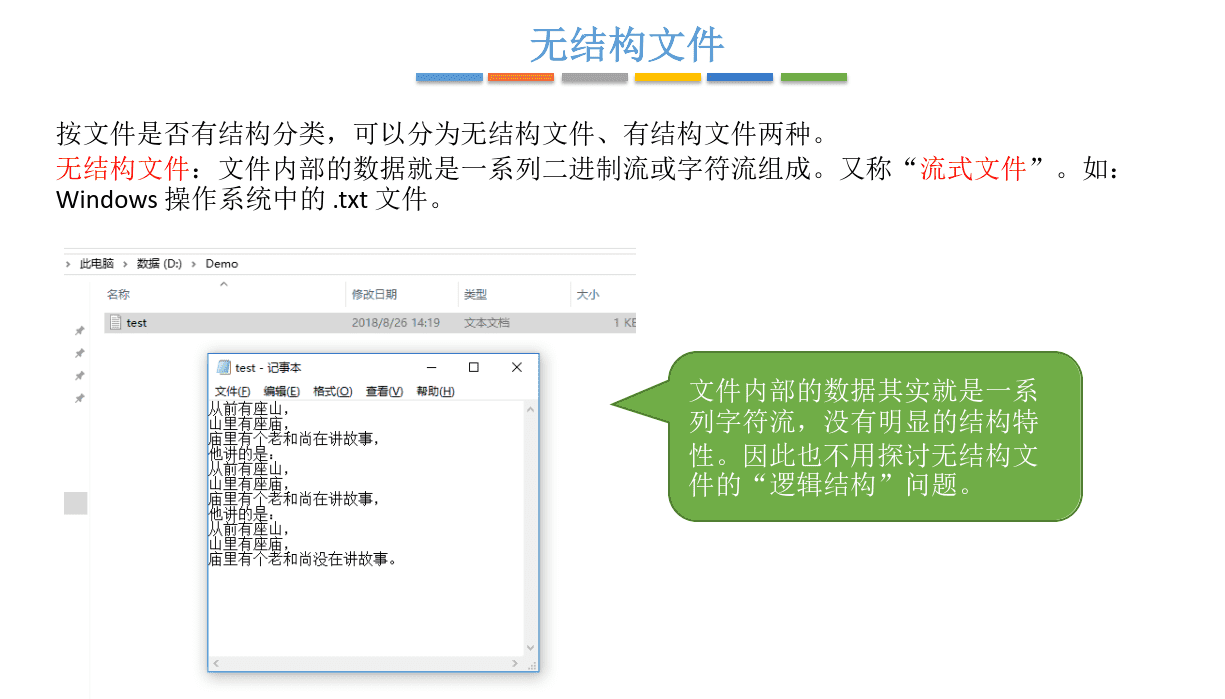 无结构文件
按文件是否有结构分类，可以分为无结构文件、有结构文件两种。
无结构文件：文件内部的数据就是一系列二进制流或字符流组成。又称“流式文件”。如：
Windows 操作系统中的 .txt 文件。
› 此电脑 › 数据 (D:) › Demo
名称 修改日期 类型 大小
test 2018/8/26 14:19 文本文档 1 KB
test - 记事本
文件(F) 编辑(E) 格式(O) 查看(V) 帮助(H)
从前有座山，
山里有座庙，
庙里有个老和尚在讲故事，
他讲的是：
从前有座山，
山里有座庙，
庙里有个老和尚在讲故事，
他讲的是：
从前有座山，
山里有座庙，
庙里有个老和尚没在讲故事。
文件内部的数据其实就是一系
列字符流，没有明显的结构特
性。因此也不用探讨无结构文
件的“逻辑结构”问题。